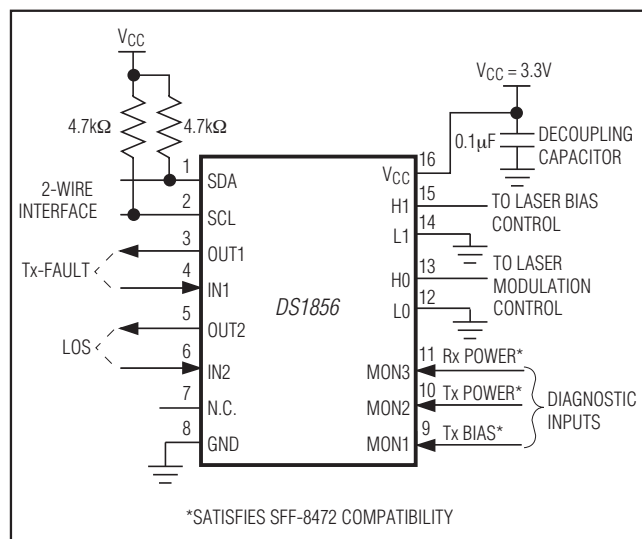 VCC
4.7kΩ
4.7kΩ
2-WIRE
INTERFACE
Tx-FAULT
LOS
1
SDA
2
SCL
3
OUT1
4
IN1
5
OUT2
6
IN2
7
N.C.
8
GND
DS1856
VCC = 3.3V
0.1µF
DECOUPLING
CAPACITOR
16
VCC
15
H1
TO LASER BIAS
CONTROL
14
L1
13
H0
TO LASER
MODULATION
CONTROL
12
L0
11
MON3
Rx POWER*
10
MON2
Tx POWER*
9
MON1
Tx BIAS*
DIAGNOSTIC
INPUTS
*SATISFIES SFF-8472 COMPATIBILITY